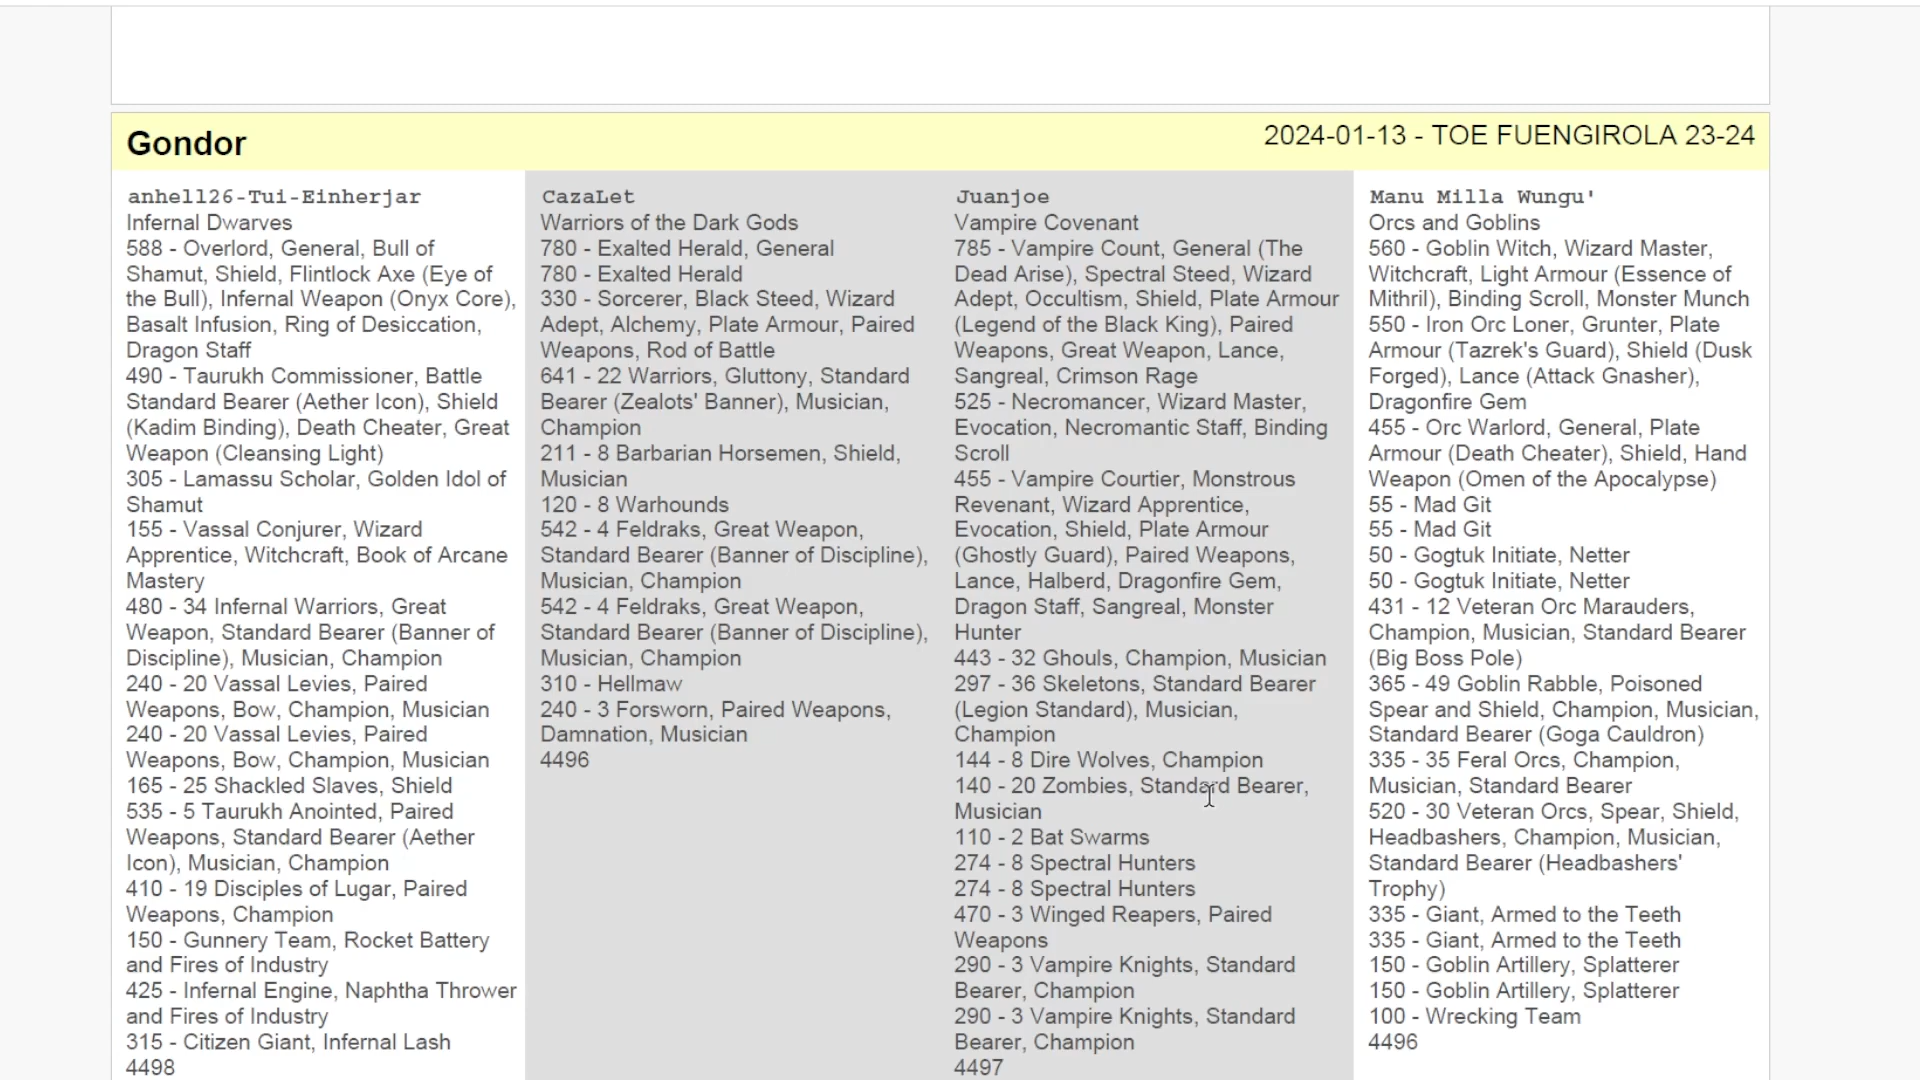 Gondor
2024-01-13 - TOE FUENGIROLA 23-24
anhell26-Tui-Einherjar
Infernal Dwarves
588 - Overlord, General, Bull of
Shamut, Shield, Flintlock Axe (Eye of
the Bull), Infernal Weapon (Onyx Core),
Basalt Infusion, Ring of Desiccation,
Dragon Staff
490 - Taurukh Commissioner, Battle
Standard Bearer (Aether Icon), Shield
(Kadim Binding), Death Cheater, Great
Weapon (Cleansing Light)
305 - Lamassu Scholar, Golden Idol of
Shamut
155 - Vassal Conjurer, Wizard
Apprentice, Witchcraft, Book of Arcane
Mastery
480 - 34 Infernal Warriors, Great
Weapon, Standard Bearer (Banner of
Discipline), Musician, Champion
240 - 20 Vassal Levies, Paired
Weapons, Bow, Champion, Musician
240 - 20 Vassal Levies, Paired
Weapons, Bow, Champion, Musician
165 - 25 Shackled Slaves, Shield
535 - 5 Taurukh Anointed, Paired
Weapons, Standard Bearer (Aether
Icon), Musician, Champion
410 - 19 Disciples of Lugar, Paired
Weapons, Champion
150 - Gunnery Team, Rocket Battery
and Fires of Industry
425 - Infernal Engine, Naphtha Thrower
and Fires of Industry
315 - Citizen Giant, Infernal Lash
4498
CazaLet
Warriors of the Dark Gods
780 - Exalted Herald, General
780 - Exalted Herald
330 - Sorcerer, Black Steed, Wizard
Adept, Alchemy, Plate Armour, Paired
Weapons, Rod of Battle
641 - 22 Warriors, Gluttony, Standard
Bearer (Zealots' Banner), Musician,
Champion
211 - 8 Barbarian Horsemen, Shield,
Musician
120 - 8 Warhounds
542 - 4 Feldraks, Great Weapon,
Standard Bearer (Banner of Discipline),
Musician, Champion
542 - 4 Feldraks, Great Weapon,
Standard Bearer (Banner of Discipline),
Musician, Champion
310 - Hellmaw
240 - 3 Forsworn, Paired Weapons,
Damnation, Musician
4496
Juanjoe
Vampire Covenant
785 - Vampire Count, General (The
Dead Arise), Spectral Steed, Wizard
Adept, Occultism, Shield, Plate Armour
(Legend of the Black King), Paired
Weapons, Great Weapon, Lance,
Sangreal, Crimson Rage
525 - Necromancer, Wizard Master,
Evocation, Necromantic Staff, Binding
Scroll
455 - Vampire Courtier, Monstrous
Revenant, Wizard Apprentice,
Evocation, Shield, Plate Armour
(Ghostly Guard), Paired Weapons,
Lance, Halberd, Dragonfire Gem,
Dragon Staff, Sangreal, Monster
Hunter
443 - 32 Ghouls, Champion, Musician
297 - 36 Skeletons, Standard Bearer
(Legion Standard), Musician,
Champion
144 - 8 Dire Wolves, Champion
140 - 20 Zombies, Standard Bearer,
Musician
110 - 2 Bat Swarms
274 - 8 Spectral Hunters
274 - 8 Spectral Hunters
470 - 3 Winged Reapers, Paired
Weapons
290 - 3 Vampire Knights, Standard
Bearer, Champion
290 - 3 Vampire Knights, Standard
Bearer, Champion
4497
Manu Milla Wungu'
Orcs and Goblins
560 - Goblin Witch, Wizard Master,
Witchcraft, Light Armour (Essence of
Mithril), Binding Scroll, Monster Munch
550 - Iron Orc Loner, Grunter, Plate
Armour (Tazrek's Guard), Shield (Dusk
Forged), Lance (Attack Gnasher),
Dragonfire Gem
455 - Orc Warlord, General, Plate
Armour (Death Cheater), Shield, Hand
Weapon (Omen of the Apocalypse)
55 - Mad Git
55 - Mad Git
50 - Gogtuk Initiate, Netter
50 - Gogtuk Initiate, Netter
431 - 12 Veteran Orc Marauders,
Champion, Musician, Standard Bearer
(Big Boss Pole)
365 - 49 Goblin Rabble, Poisoned
Spear and Shield, Champion, Musician,
Standard Bearer (Goga Cauldron)
335 - 35 Feral Orcs, Champion,
Musician, Standard Bearer
520 - 30 Veteran Orcs, Spear, Shield,
Headbashers, Champion, Musician,
Standard Bearer (Headbashers'
Trophy)
335 - Giant, Armed to the Teeth
335 - Giant, Armed to the Teeth
150 - Goblin Artillery, Splatterer
150 - Goblin Artillery, Splatterer
100 - Wrecking Team
4496